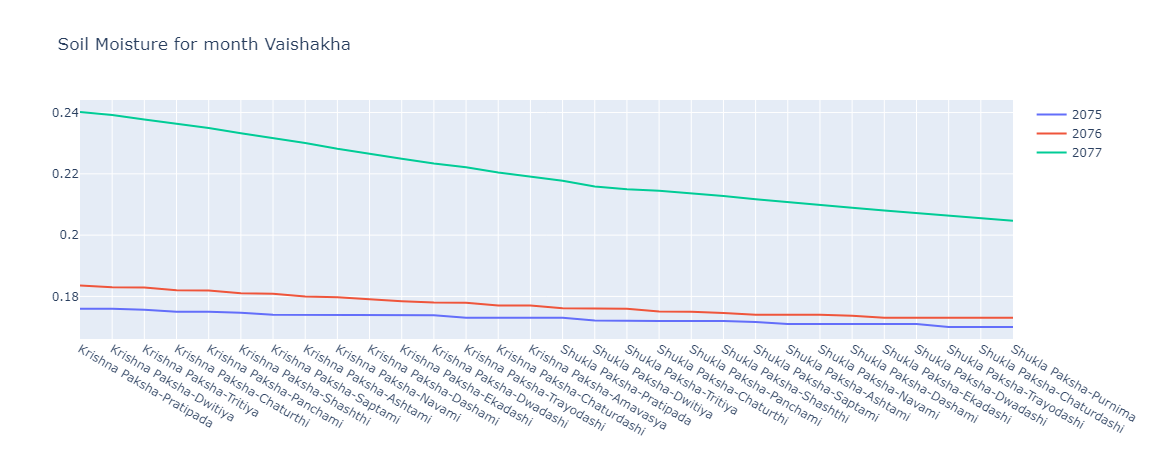 Soil Moisture for month Vaishakha
0.24
0.22
0.2
0.18
2075
2076
2077
Krishna Paksha-Pratipada
Krishna Paksha-Dwitiya
Krishna Paksha-Tritiya
Krishna Paksha-Chaturthi
Krishna Paksha-Panchami
Krishna Paksha-Shashthi
Krishna Paksha-Saptami
Krishna Paksha-Ashtami
Krishna Paksha-Navami
Krishna Paksha-Dashami
Krishna Paksha-Ekadashi
Krishna Paksha-Dwadashi
Krishna Paksha-Trayodashi
Krishna Paksha-Chaturdashi
Krishna Paksha-Amavasya
Shukla Paksha-Pratipada
Shukla Paksha-Dwitiya
Shukla Paksha-Tritiya
Shukla Paksha-Chaturthi
Shukla Paksha-Panchami
Shukla Paksha-Shashthi
Shukla Paksha-Saptami
Shukla Paksha-Ashtami
Shukla Paksha-Navami
Shukla Paksha-Dashami
Shukla Paksha-Ekadashi
Shukla Paksha-Dwadashi
Shukla Paksha-Trayodashi
Shukla Paksha-Chaturdashi
Shukla Paksha-Purnima